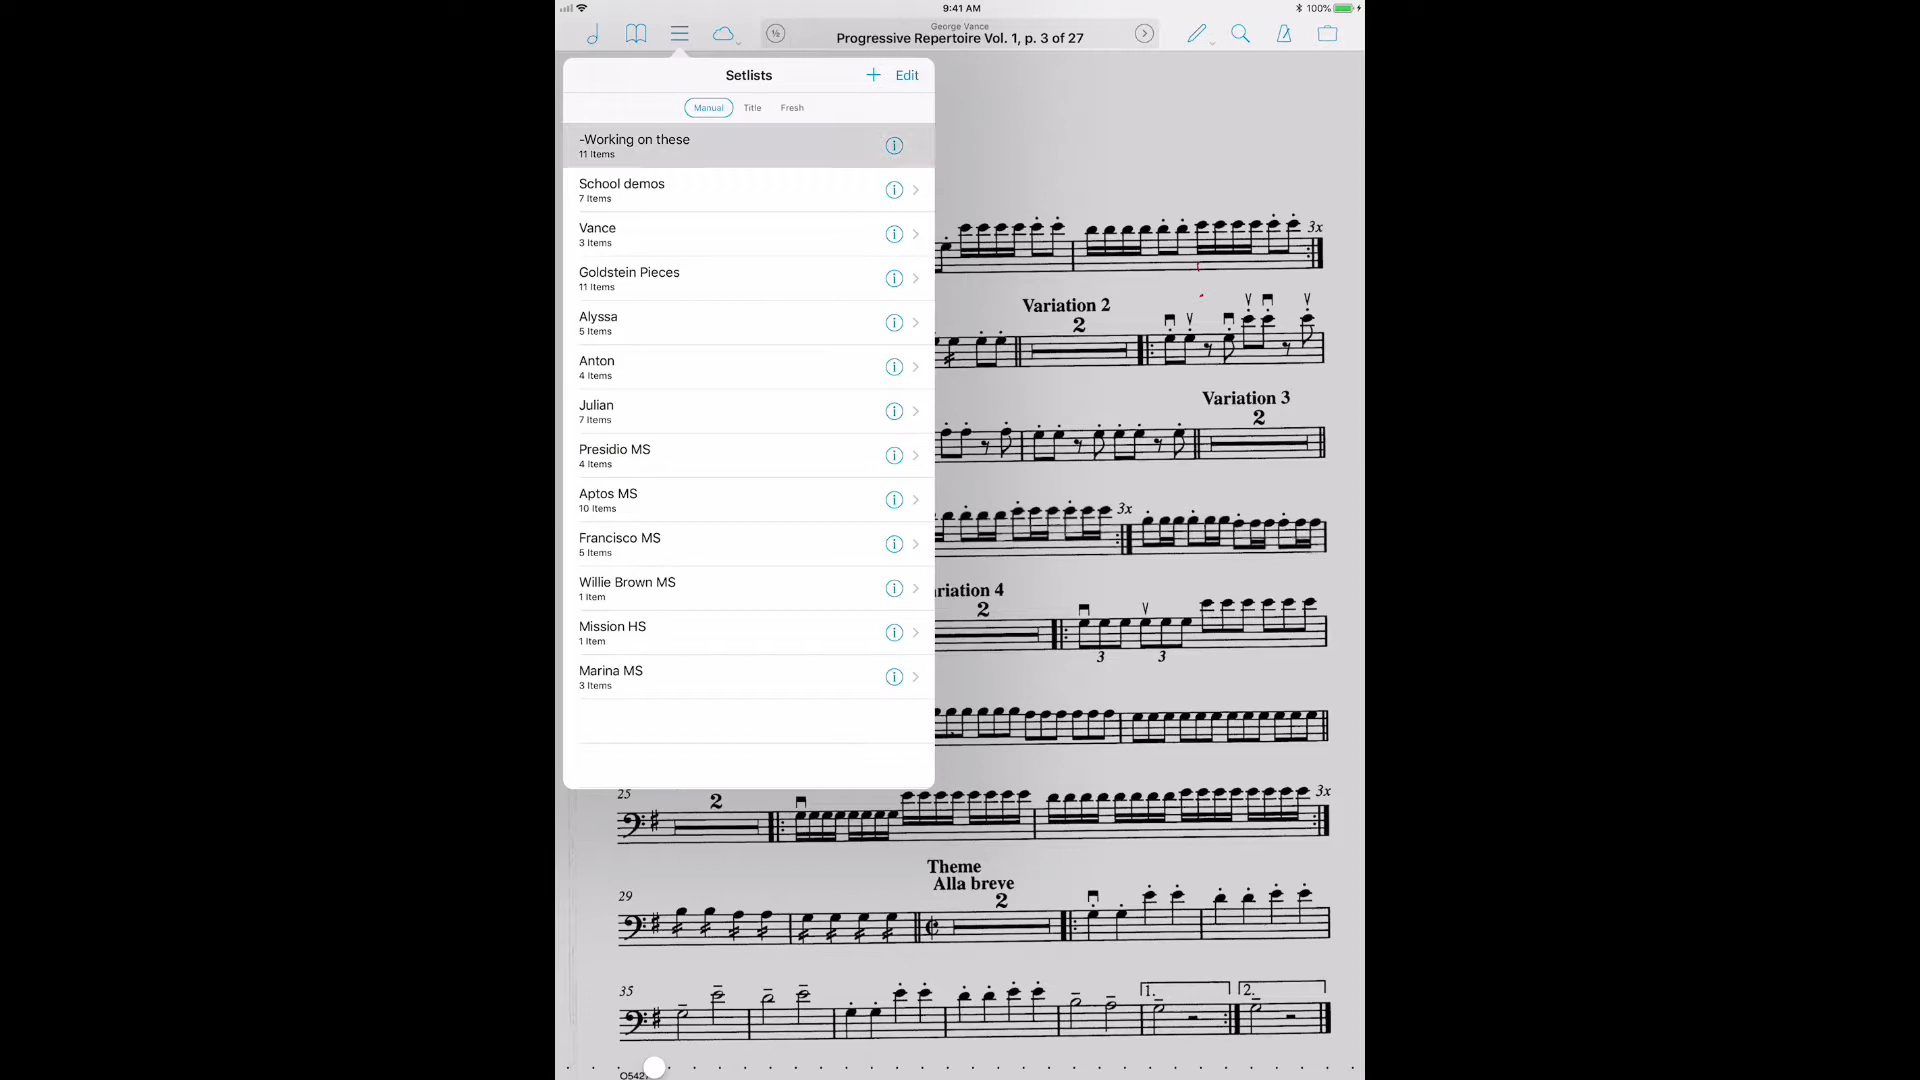 9:41 AM
100%
George Vance
Progressive Repertoire Vol. 1, p. 3 of 27
½
Setlists
Edit
Manual Title Fresh
-Working on these
11 Items
School demos
7 Items
Vance
3 Items
Goldstein Pieces
11 Items
Alyssa
5 Items
Anton
4 Items
Julian
7 Items
Presidio MS
4 Items
Aptos MS
10 Items
Francisco MS
5 Items
Willie Brown MS
1 Item
Mission HS
1 Item
Marina MS
3 Items
3x
Variation 2
2
Variation 3
2
3x
riation 4
2
3 3
25
2
3x
Theme
Alla breve
29
2
35
1. 2.